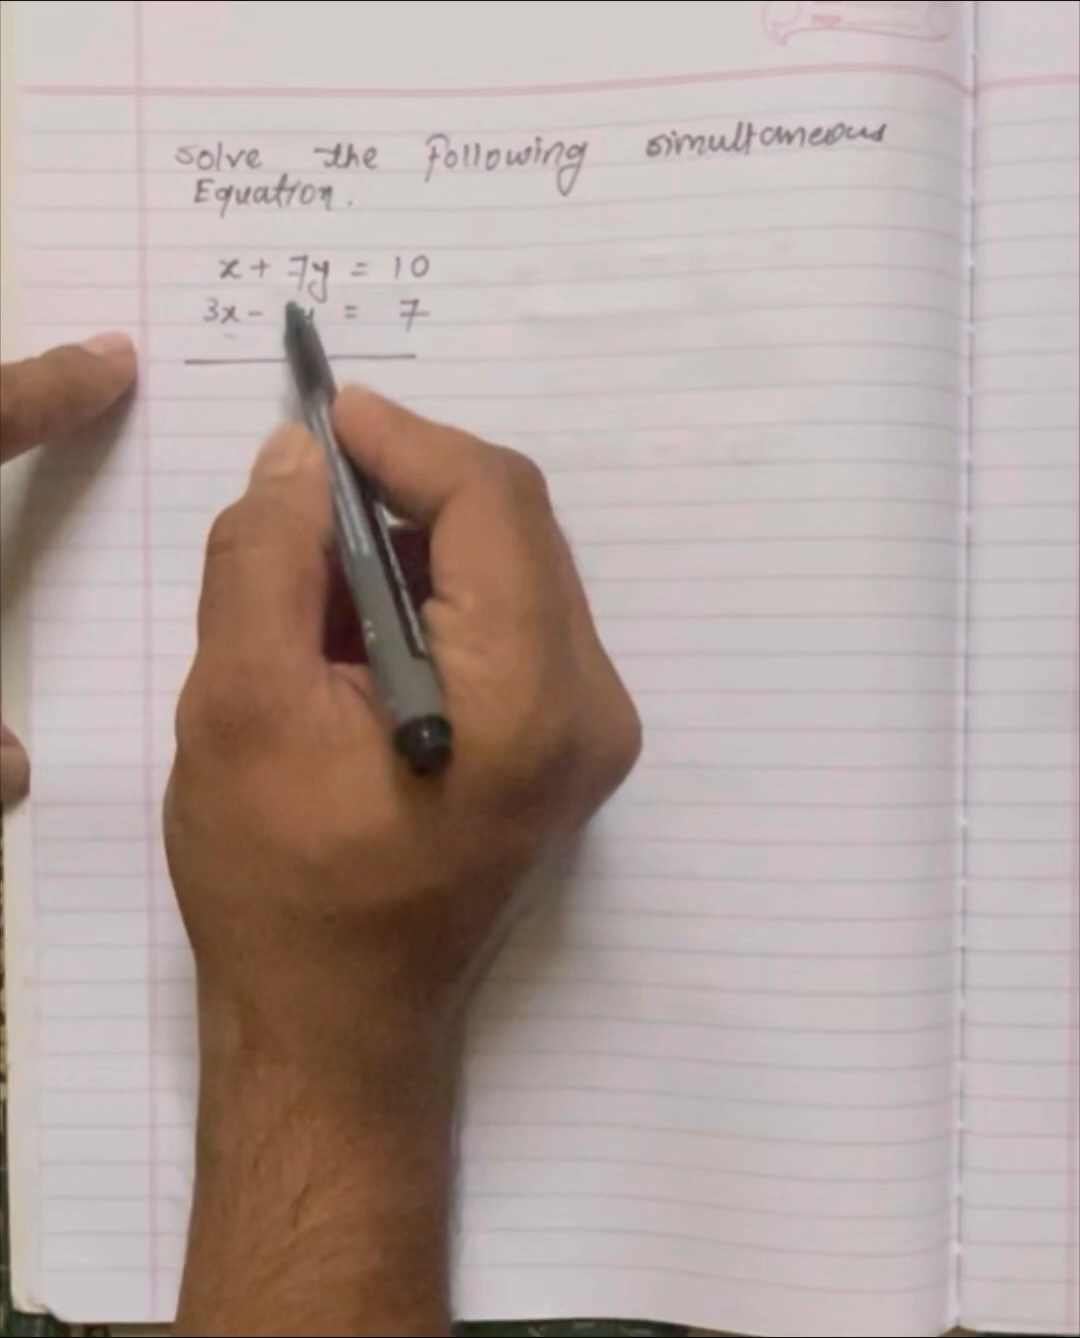 Solve the following simultaneous
Equation.
x + 7y = 10
3x - y = 7